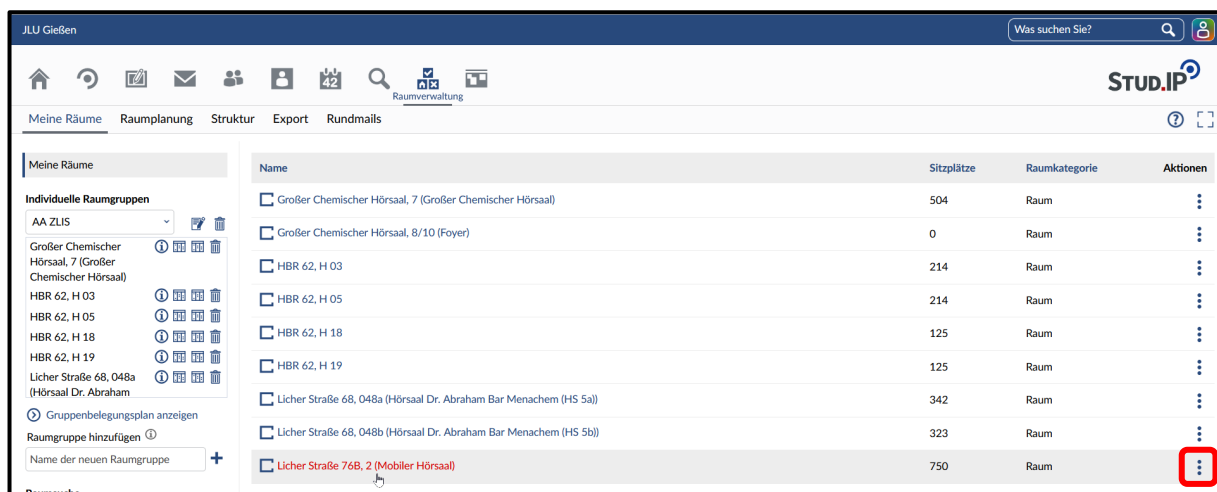 JLU Gießen
Was suchen Sie?
42
Raumverwaltung
STUD.IP
Meine Räume Raumplanung Struktur Export Rundmails
Meine Räume
Individuelle Raumgruppen
AA ZLIS
Großer Chemischer
Hörsaal, 7 (Großer
Chemischer Hörsaal)
HBR 62, H 03
HBR 62, H 05
HBR 62, H 18
HBR 62, H 19
Licher Straße 68, 048a
(Hörsaal Dr. Abraham
Gruppenbelegungsplan anzeigen
Raumgruppe hinzufügen
Name der neuen Raumgruppe
Name Sitzplätze Raumkategorie Aktionen
Großer Chemischer Hörsaal, 7 (Großer Chemischer Hörsaal) 504 Raum
Großer Chemischer Hörsaal, 8/10 (Foyer) 0 Raum
HBR 62, H 03 214 Raum
HBR 62, H 05 214 Raum
HBR 62, H 18 125 Raum
HBR 62, H 19 125 Raum
Licher Straße 68, 048a (Hörsaal Dr. Abraham Bar Menachem (HS 5a)) 342 Raum
Licher Straße 68, 048b (Hörsaal Dr. Abraham Bar Menachem (HS 5b)) 323 Raum
Licher Straße 76B, 2 (Mobiler Hörsaal) 750 Raum